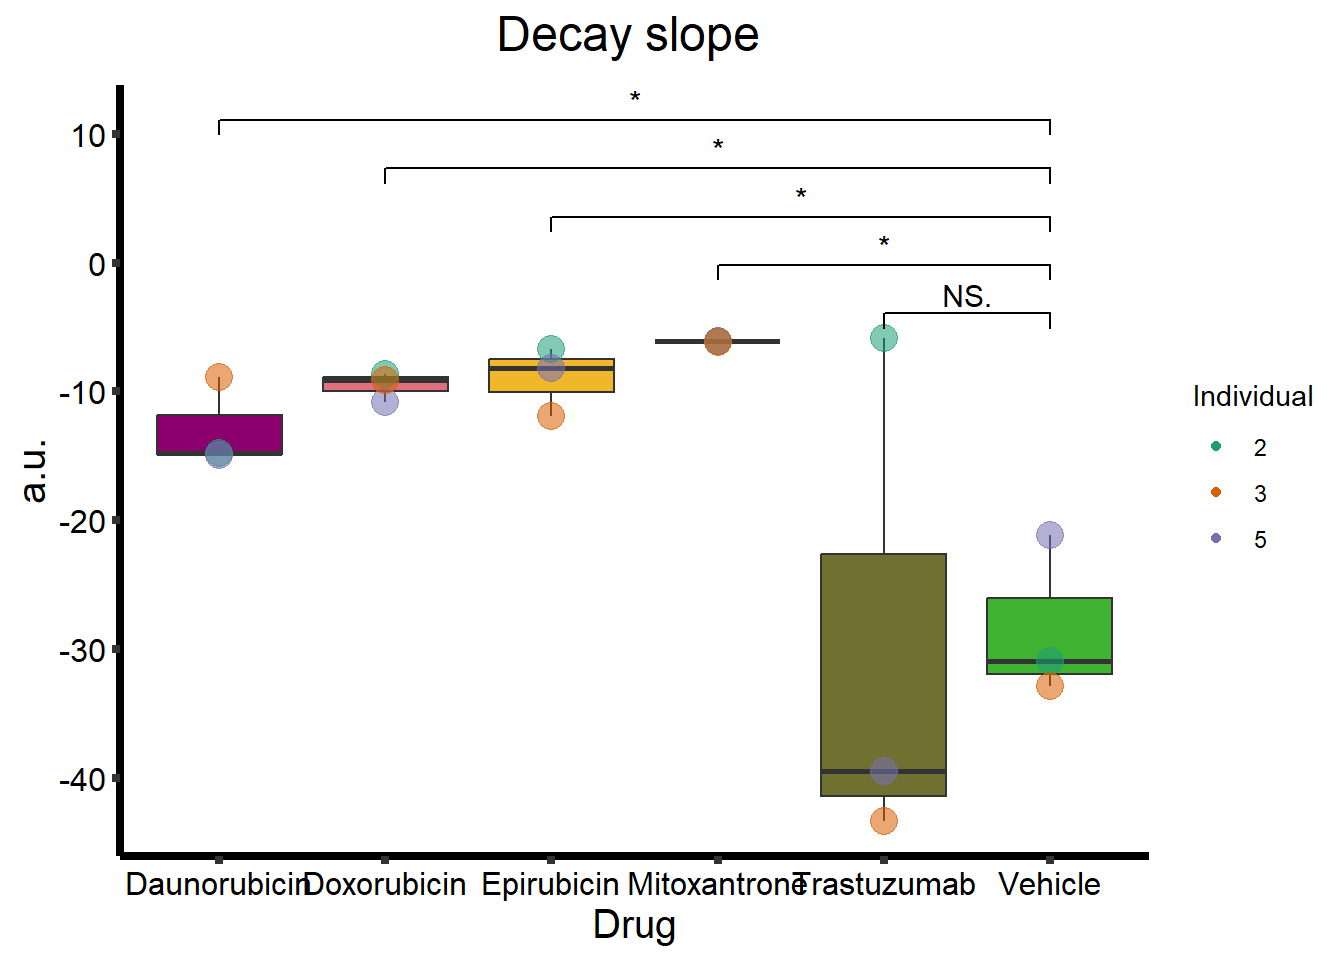 Decay slope
10
0
-10
-20
-30
-40
a.u.
*
*
*
*
NS.
Daunorubicin Doxorubicin Epirubicin Mitoxantrone Trastuzumab Vehicle
Drug
Individual
2
3
5